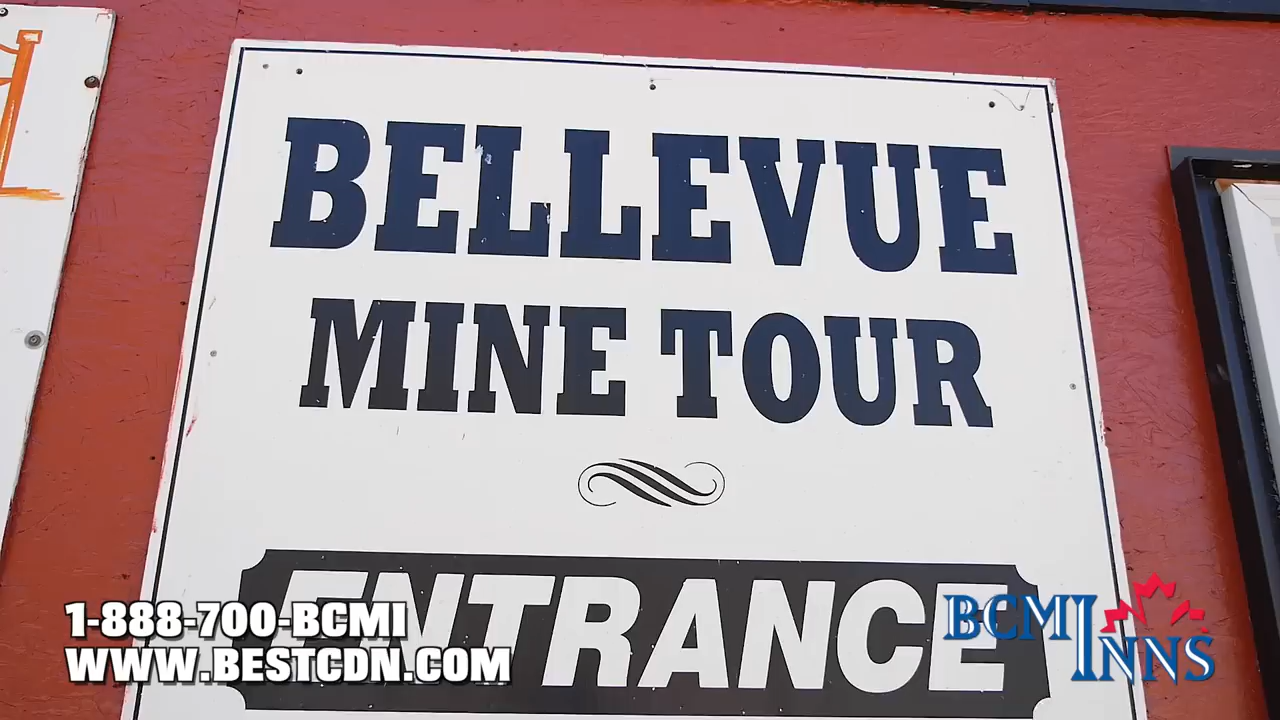 BELLEVUE
MINE TOUR
ENTRANCE
1-888-700-BCMI
WWW.BESTCDN.COM
BCMI
INNS